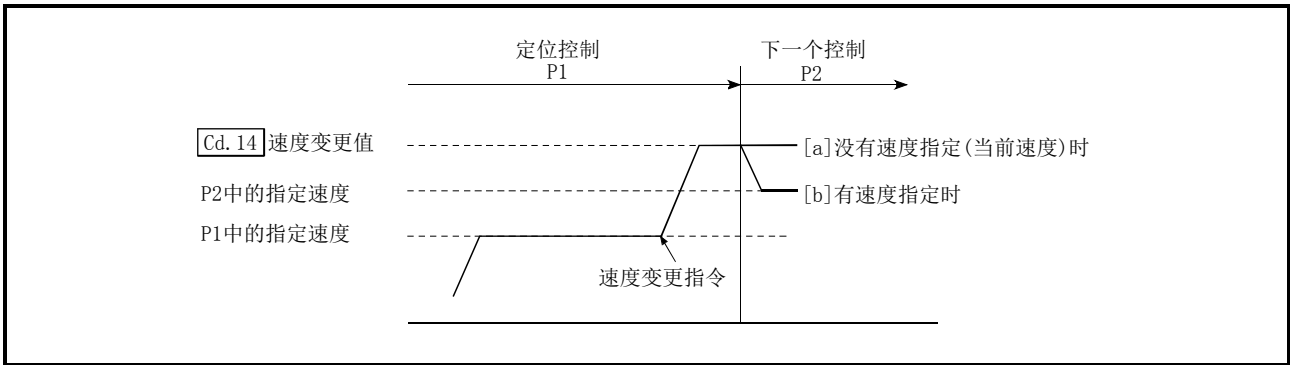 定位控制
P1
下一个控制
P2
Cd.14 速度变更值
[a]没有速度指定(当前速度)时
P2中的指定速度
[b]有速度指定时
P1中的指定速度
速度变更指令